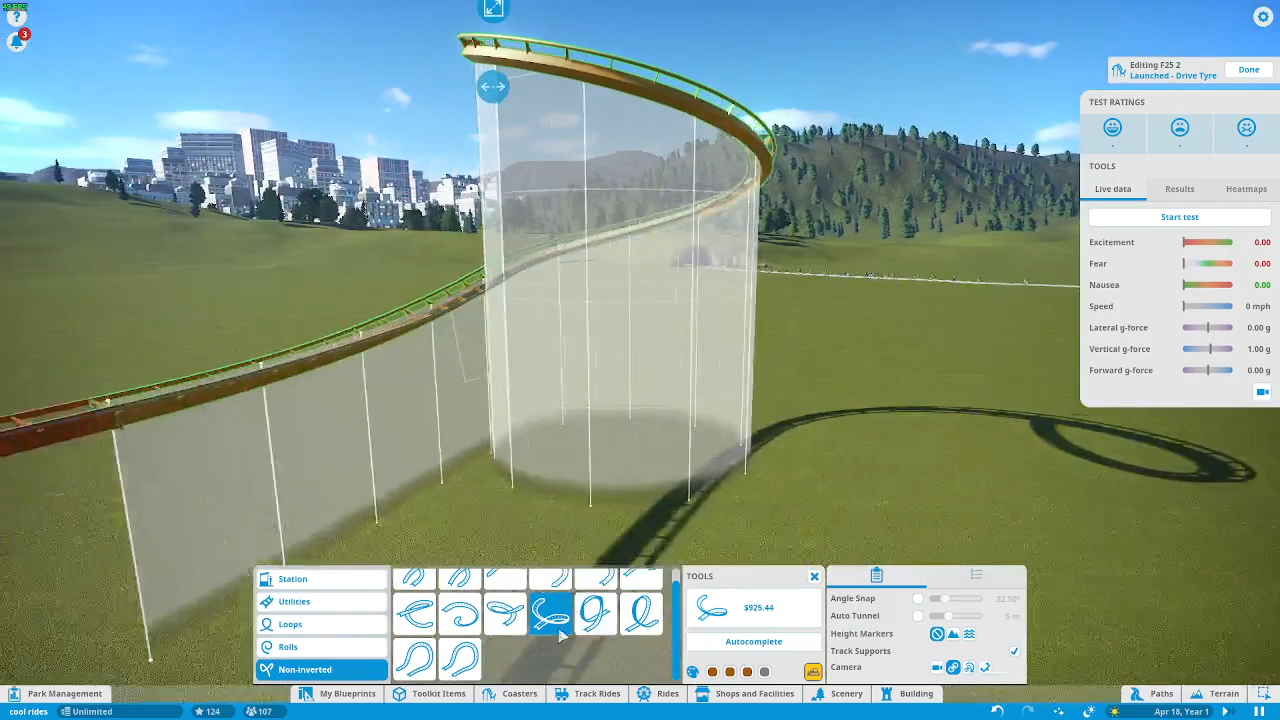 ?
3
Editing F25 2
Launched - Drive Tyre
Done
TEST RATINGS
- - -
TOOLS
Live data Results Heatmaps
Start test
Excitement 0.00
Fear 0.00
Nausea 0.00
Speed 0 mph
Lateral g-force 0.00 g
Vertical g-force 1.00 g
Forward g-force 0.00 g
Station
Utilities
Loops
Rolls
Non-inverted
TOOLS
$925.44
Autocomplete
Angle Snap 22.50°
Auto Tunnel 5 m
Height Markers
Track Supports
Camera
Park Management My Blueprints Toolkit Items Coasters Track Rides Rides Shops and Facilities Scenery Building Paths Terrain
cool rides Unlimited 124 107 Apr 18, Year 1